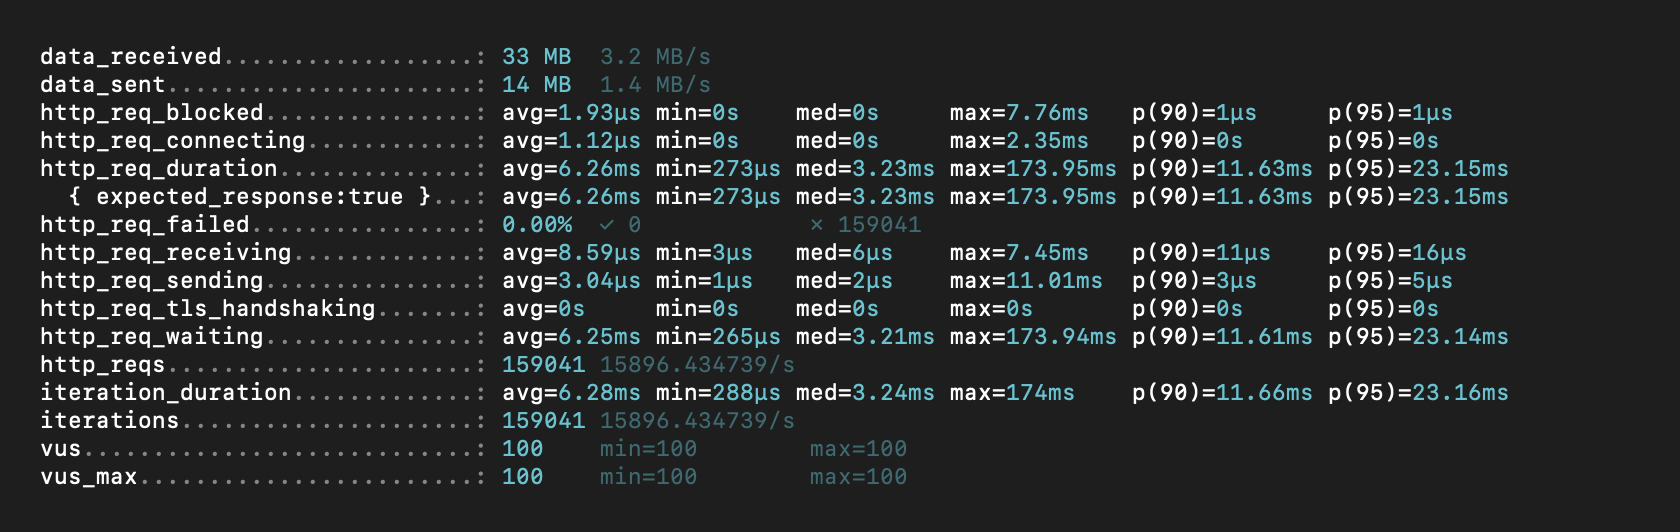 data_received..................: 33 MB  3.2 MB/s
data_sent......................: 14 MB  1.4 MB/s
http_req_blocked...............: avg=1.93µs min=0s    med=0s     max=7.76ms   p(90)=1µs     p(95)=1µs
http_req_connecting............: avg=1.12µs min=0s    med=0s     max=2.35ms   p(90)=0s      p(95)=0s
http_req_duration..............: avg=6.26ms min=273µs med=3.23ms max=173.95ms p(90)=11.63ms p(95)=23.15ms
  { expected_response:true }...: avg=6.26ms min=273µs med=3.23ms max=173.95ms p(90)=11.63ms p(95)=23.15ms
http_req_failed................: 0.00%  ✓ 0            ✗ 159041
http_req_receiving.............: avg=8.59µs min=3µs   med=6µs    max=7.45ms   p(90)=11µs    p(95)=16µs
http_req_sending...............: avg=3.04µs min=1µs   med=2µs    max=11.01ms  p(90)=3µs     p(95)=5µs
http_req_tls_handshaking.......: avg=0s     min=0s    med=0s     max=0s       p(90)=0s      p(95)=0s
http_req_waiting...............: avg=6.25ms min=265µs med=3.21ms max=173.94ms p(90)=11.61ms p(95)=23.14ms
http_reqs......................: 159041 15896.434739/s
iteration_duration.............: avg=6.28ms min=288µs med=3.24ms max=174ms    p(90)=11.66ms p(95)=23.16ms
iterations.....................: 159041 15896.434739/s
vus............................: 100    min=100        max=100
vus_max........................: 100    min=100        max=100